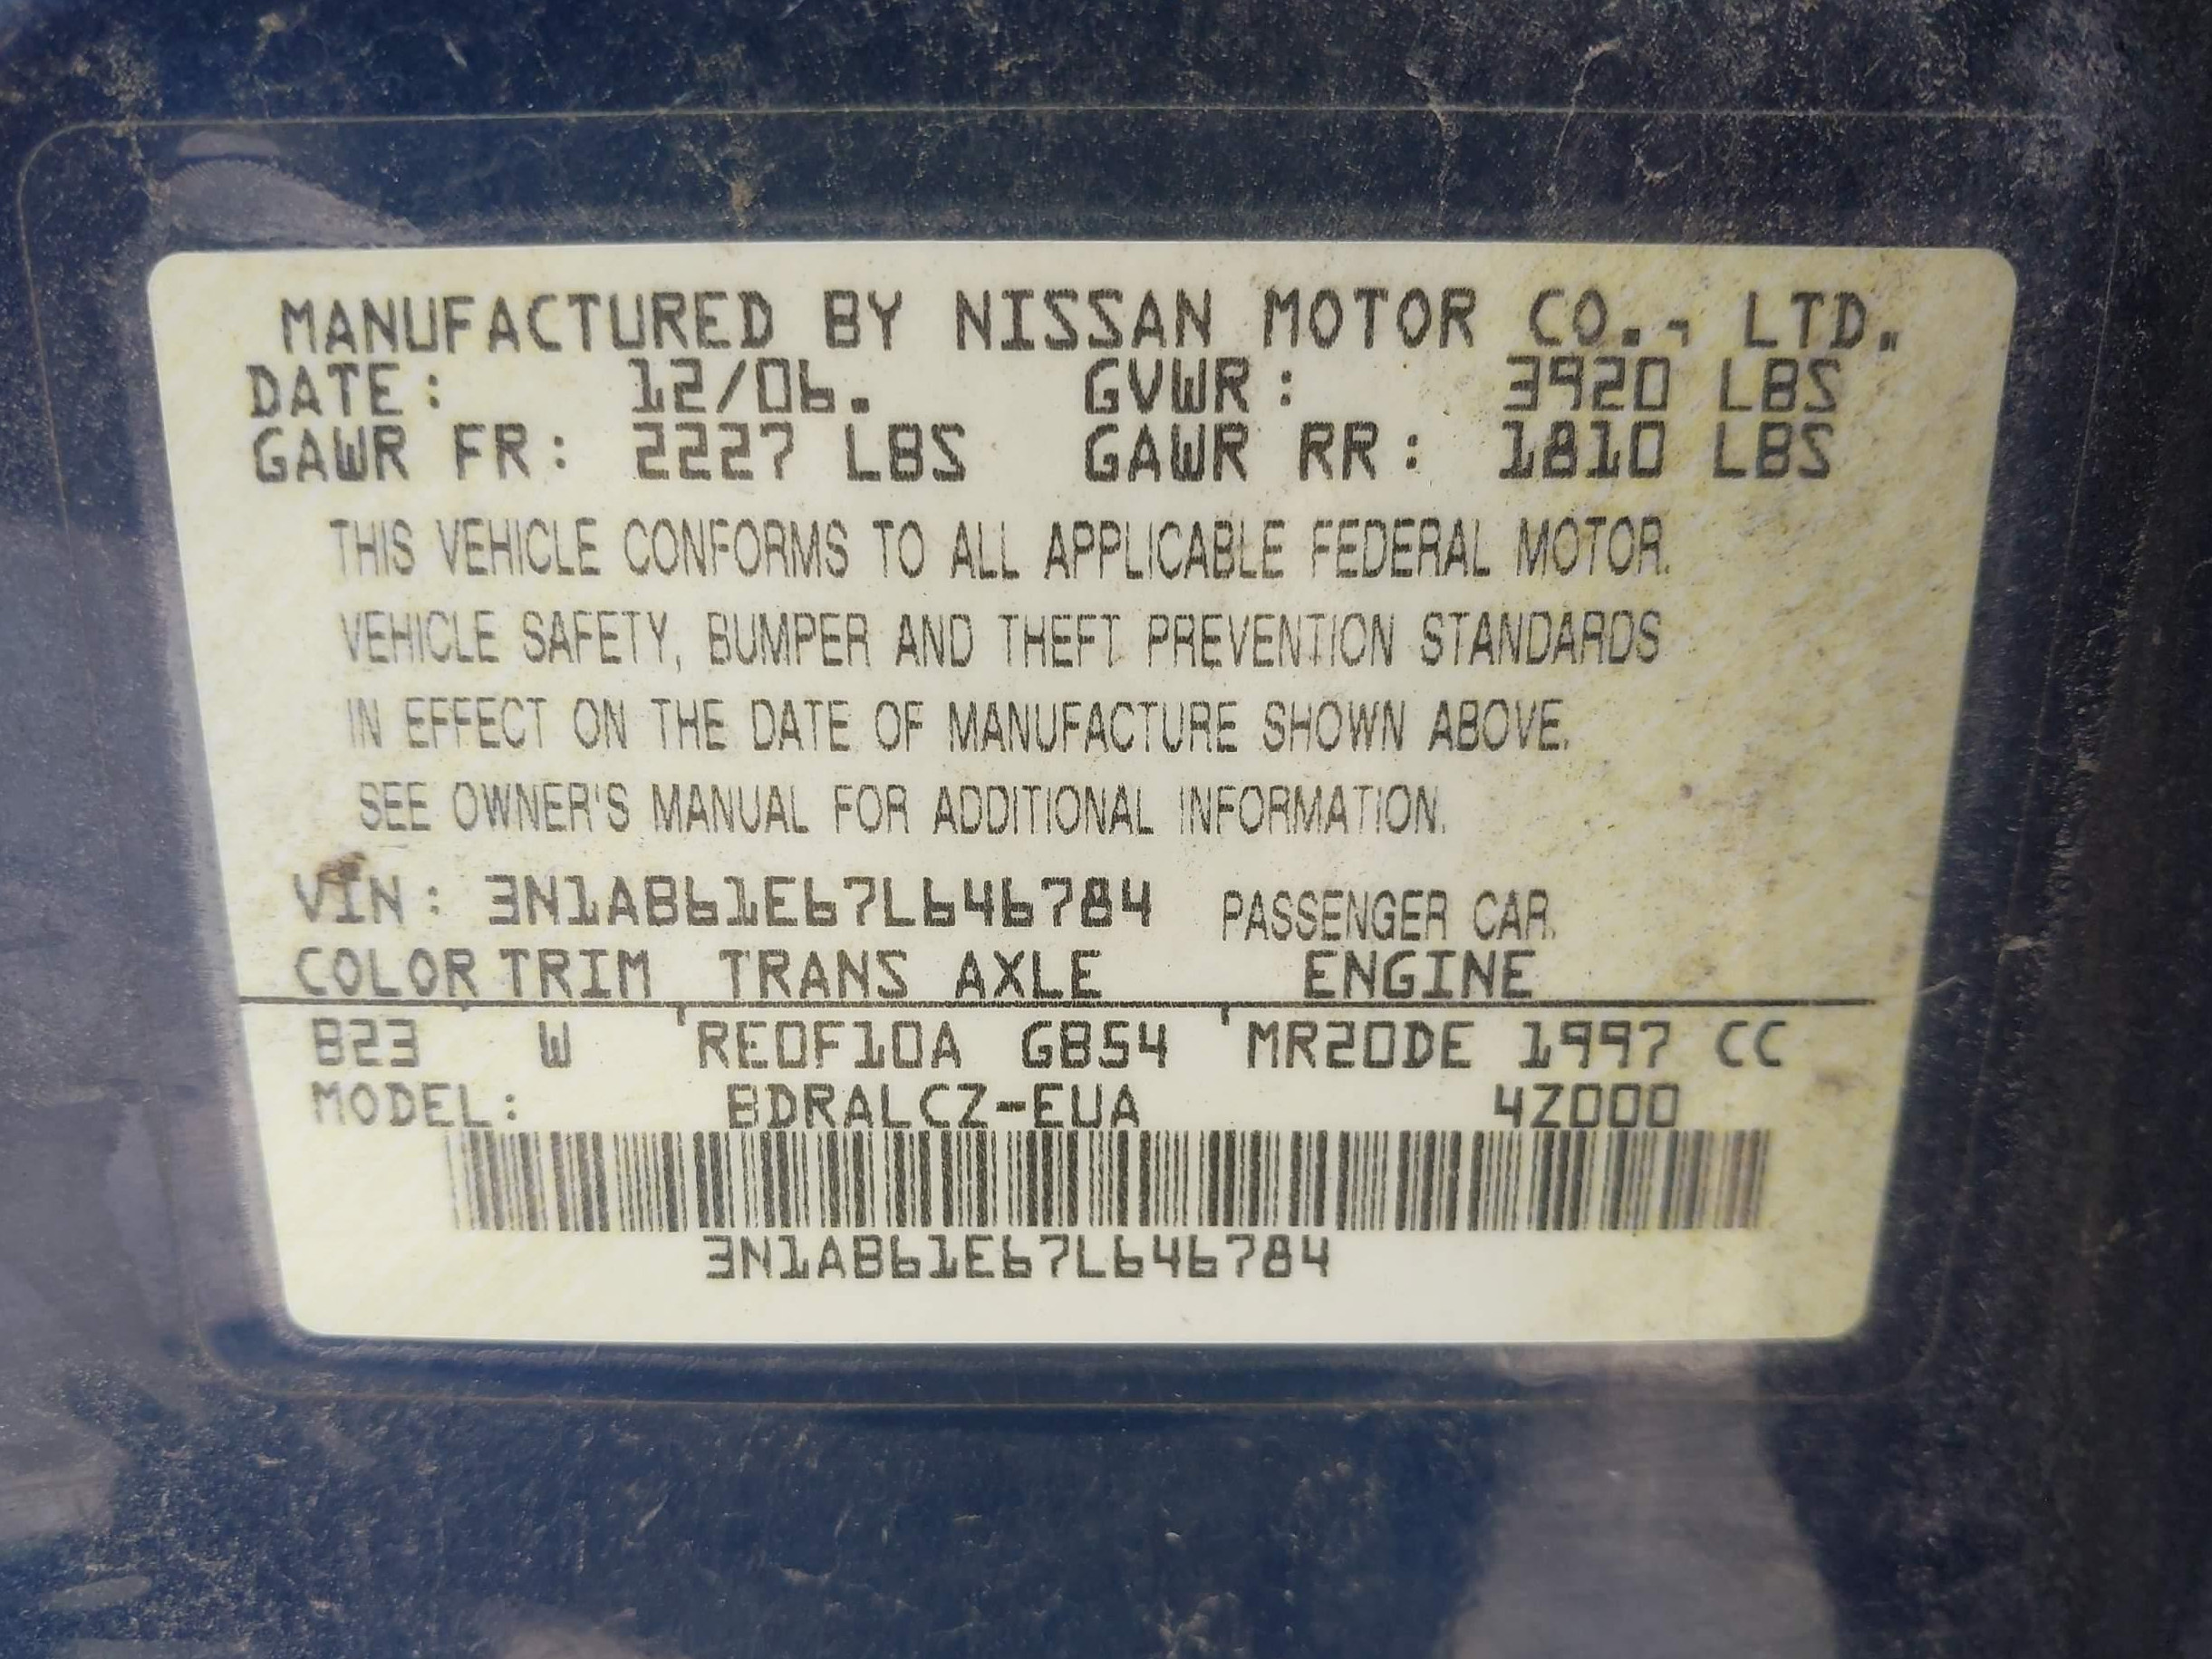 MANUFACTURED BY NISSAN MOTOR CO., LTD.
DATE: 12/06. GVWR: 3920 LBS
GAWR FR: 2227 LBS GAWR RR: 1810 LBS
THIS VEHICLE CONFORMS TO ALL APPLICABLE FEDERAL MOTOR.
VEHICLE SAFETY, BUMPER AND THEFT PREVENTION STANDARDS
IN EFFECT ON THE DATE OF MANUFACTURE SHOWN ABOVE.
SEE OWNER'S MANUAL FOR ADDITIONAL INFORMATION.
VIN: 3N1AB61E67L646784 PASSENGER CAR.
COLOR TRIM TRANS AXLE ENGINE
B23 W RE0F10A GB54 MR20DE 1997 CC
MODEL: BDRALCZ-EUA 4Z000
3N1AB61E67L646784